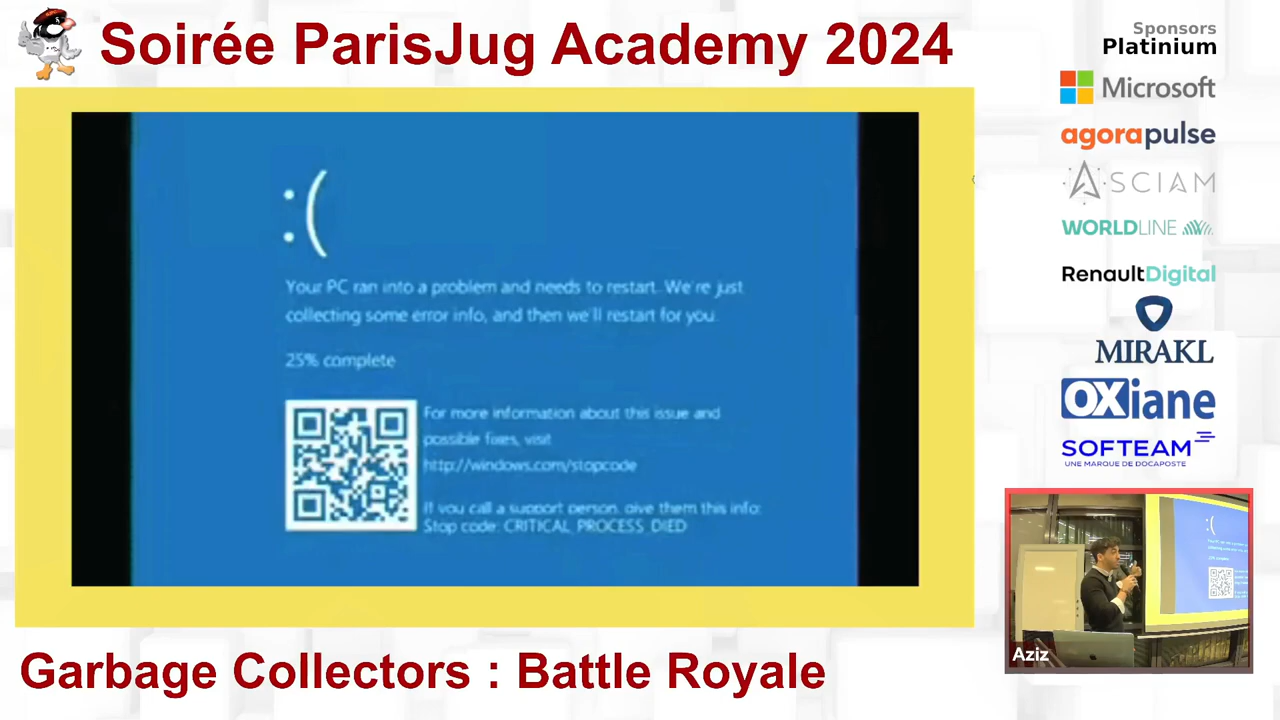 Soirée ParisJug Academy 2024
Sponsors
Platinium
Microsoft
agorapulse
ASCIAM
WORLDLINE
RenaultDigital
MIRAKL
OXiane
SOFTEAM
UNE MARQUE DE DOCAPOSTE
:(
Your PC ran into a problem and needs to restart. We're just
collecting some error info, and then we'll restart for you.
25% complete
For more information about this issue and
possible fixes, visit
http://windows.com/stopcode
If you call a support person, give them this info:
Stop code: CRITICAL_PROCESS_DIED
Aziz
Garbage Collectors : Battle Royale